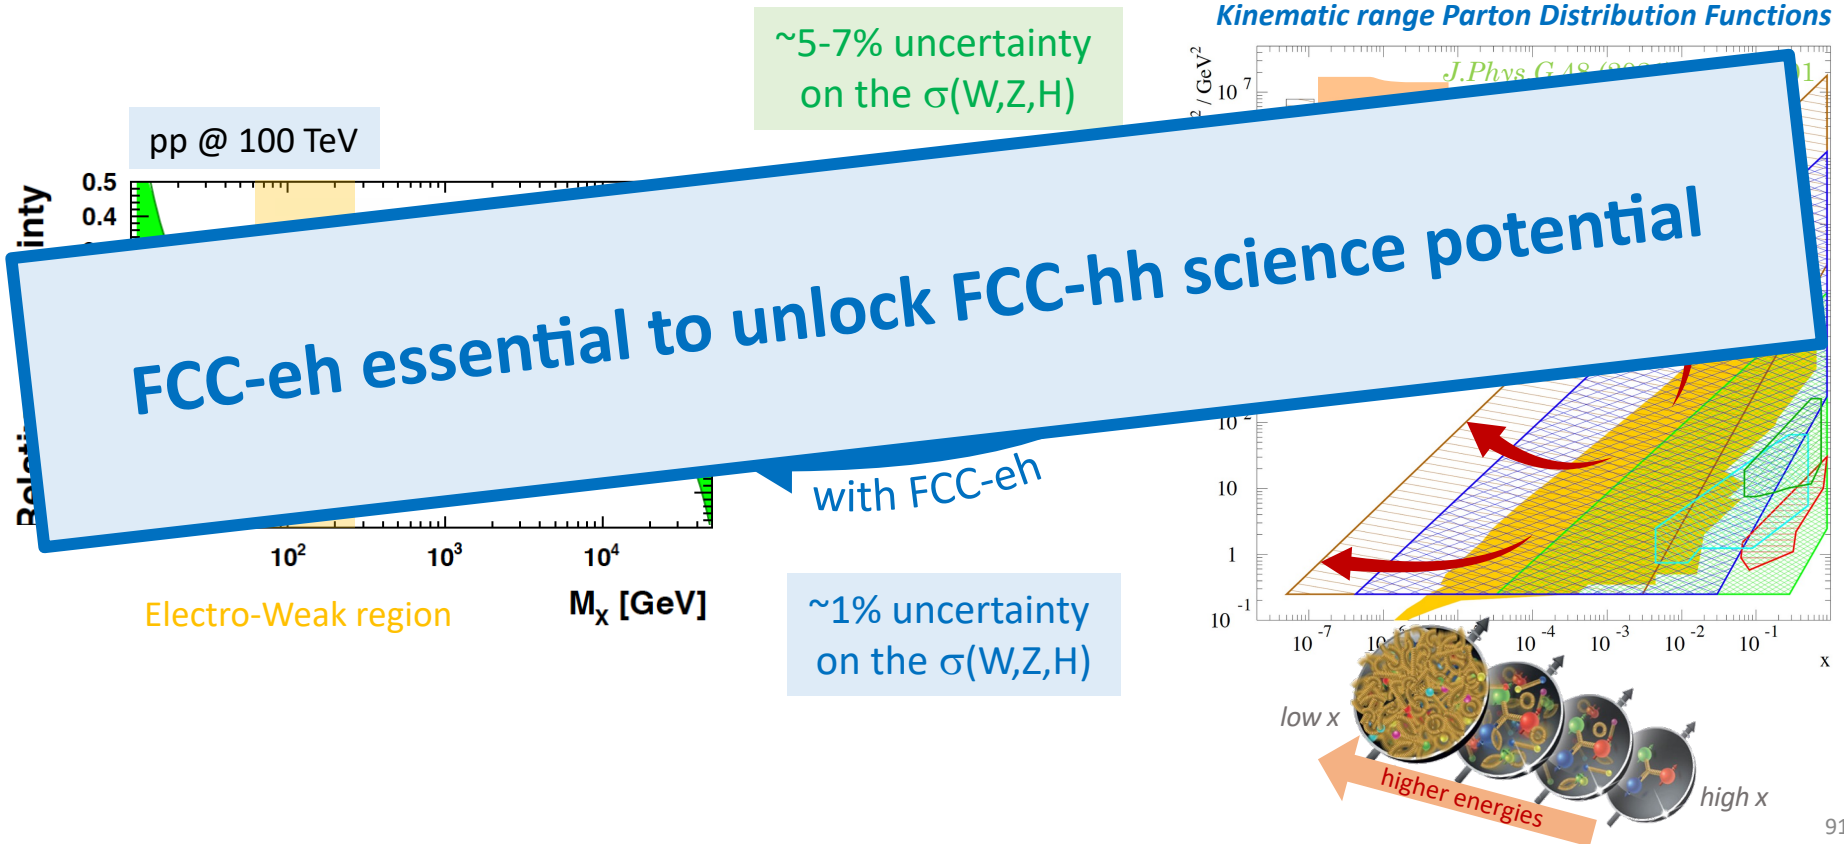 Kinematic range Parton Distribution Functions
~5-7% uncertainty
on the σ(W,Z,H)
pp @ 100 TeV
FCC-eh essential to unlock FCC-hh science potential
0.5
0.4
/ GeV²
10⁷
J.Phys G 48
with FCC-eh
10
1
10⁻¹
10² 10³ 10⁴
Mₓ [GeV]
Electro-Weak region
~1% uncertainty
on the σ(W,Z,H)
10⁻⁷ 10⁻⁴ 10⁻³ 10⁻² 10⁻¹
x
low x
higher energies
high x
91